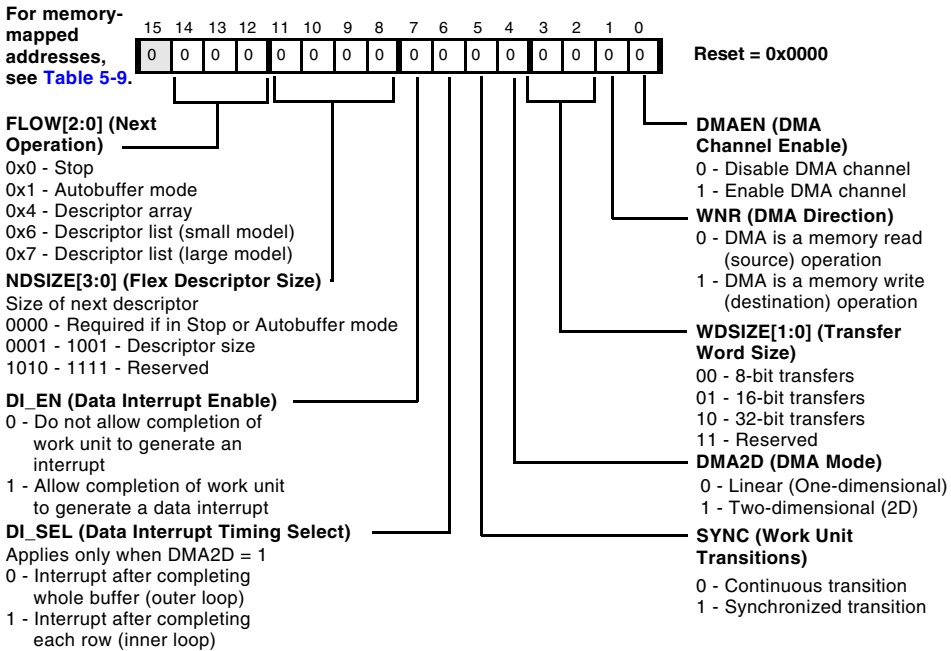 For memory-
mapped
addresses,
see Table 5-9.
15 14 13 12 11 10 9 8 7 6 5 4 3 2 1 0
0 0 0 0 0 0 0 0 0 0 0 0 0 0 0 0
Reset = 0x0000
FLOW[2:0] (Next
Operation)
0x0 - Stop
0x1 - Autobuffer mode
0x4 - Descriptor array
0x6 - Descriptor list (small model)
0x7 - Descriptor list (large model)
NDSIZE[3:0] (Flex Descriptor Size)
Size of next descriptor
0000 - Required if in Stop or Autobuffer mode
0001 - 1001 - Descriptor size
1010 - 1111 - Reserved
DI_EN (Data Interrupt Enable)
0 - Do not allow completion of
work unit to generate an
interrupt
1 - Allow completion of work unit
to generate a data interrupt
DI_SEL (Data Interrupt Timing Select)
Applies only when DMA2D = 1
0 - Interrupt after completing
whole buffer (outer loop)
1 - Interrupt after completing
each row (inner loop)
DMAEN (DMA
Channel Enable)
0 - Disable DMA channel
1 - Enable DMA channel
WNR (DMA Direction)
0 - DMA is a memory read
(source) operation
1 - DMA is a memory write
(destination) operation
WDSIZE[1:0] (Transfer
Word Size)
00 - 8-bit transfers
01 - 16-bit transfers
10 - 32-bit transfers
11 - Reserved
DMA2D (DMA Mode)
0 - Linear (One-dimensional)
1 - Two-dimensional (2D)
SYNC (Work Unit
Transitions)
0 - Continuous transition
1 - Synchronized transition